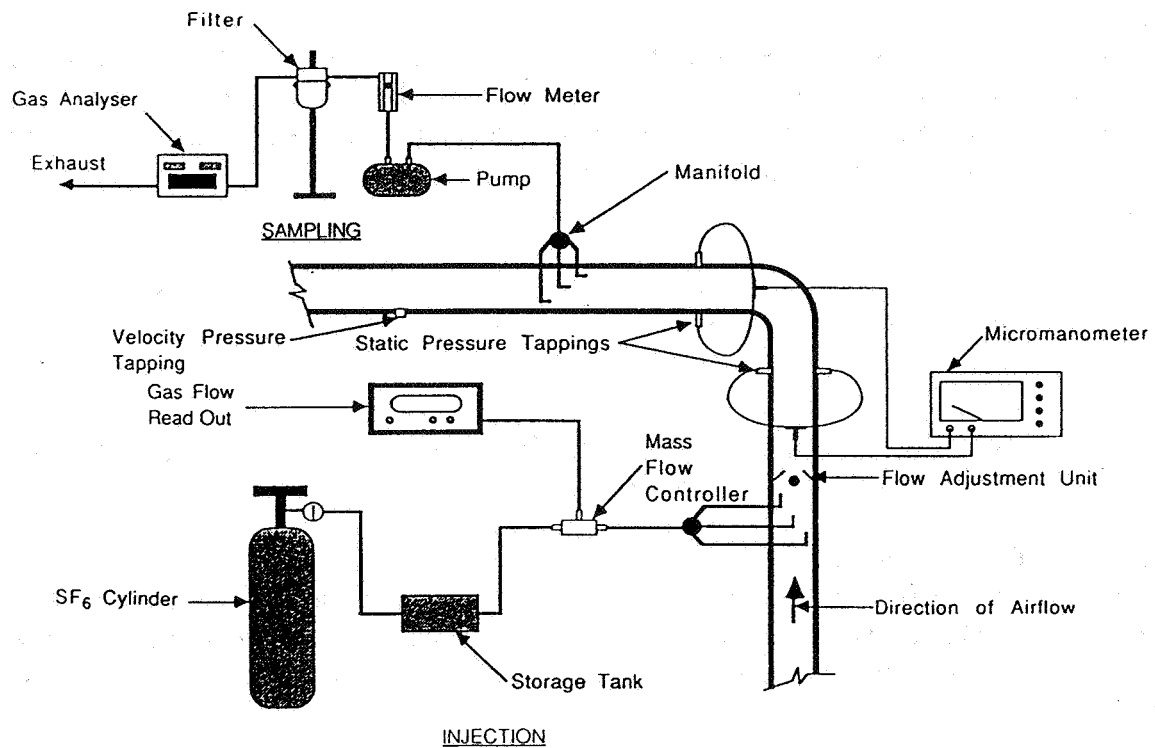 Filter
Gas Analyser
Flow Meter
Exhaust
Pump
Manifold
SAMPLING
Velocity Pressure
Tapping
Static Pressure Tappings
Micromanometer
Gas Flow
Read Out
Mass
Flow
Controller
Flow Adjustment Unit
SF6 Cylinder
Direction of Airflow
Storage Tank
INJECTION